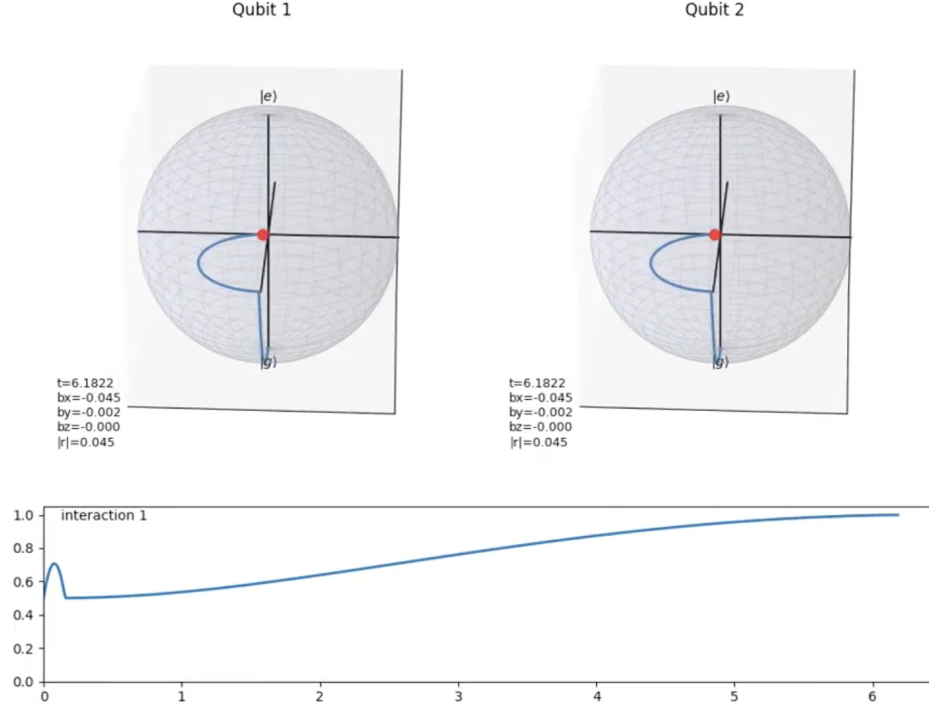 Qubit 1
Qubit 2
|e⟩
|e⟩
|g⟩
|g⟩
t=6.1822
bx=-0.045
by=-0.002
bz=-0.000
|r|=0.045
t=6.1822
bx=-0.045
by=-0.002
bz=-0.000
|r|=0.045
interaction 1
1.0
0.8
0.6
0.4
0.2
0.0
0 1 2 3 4 5 6